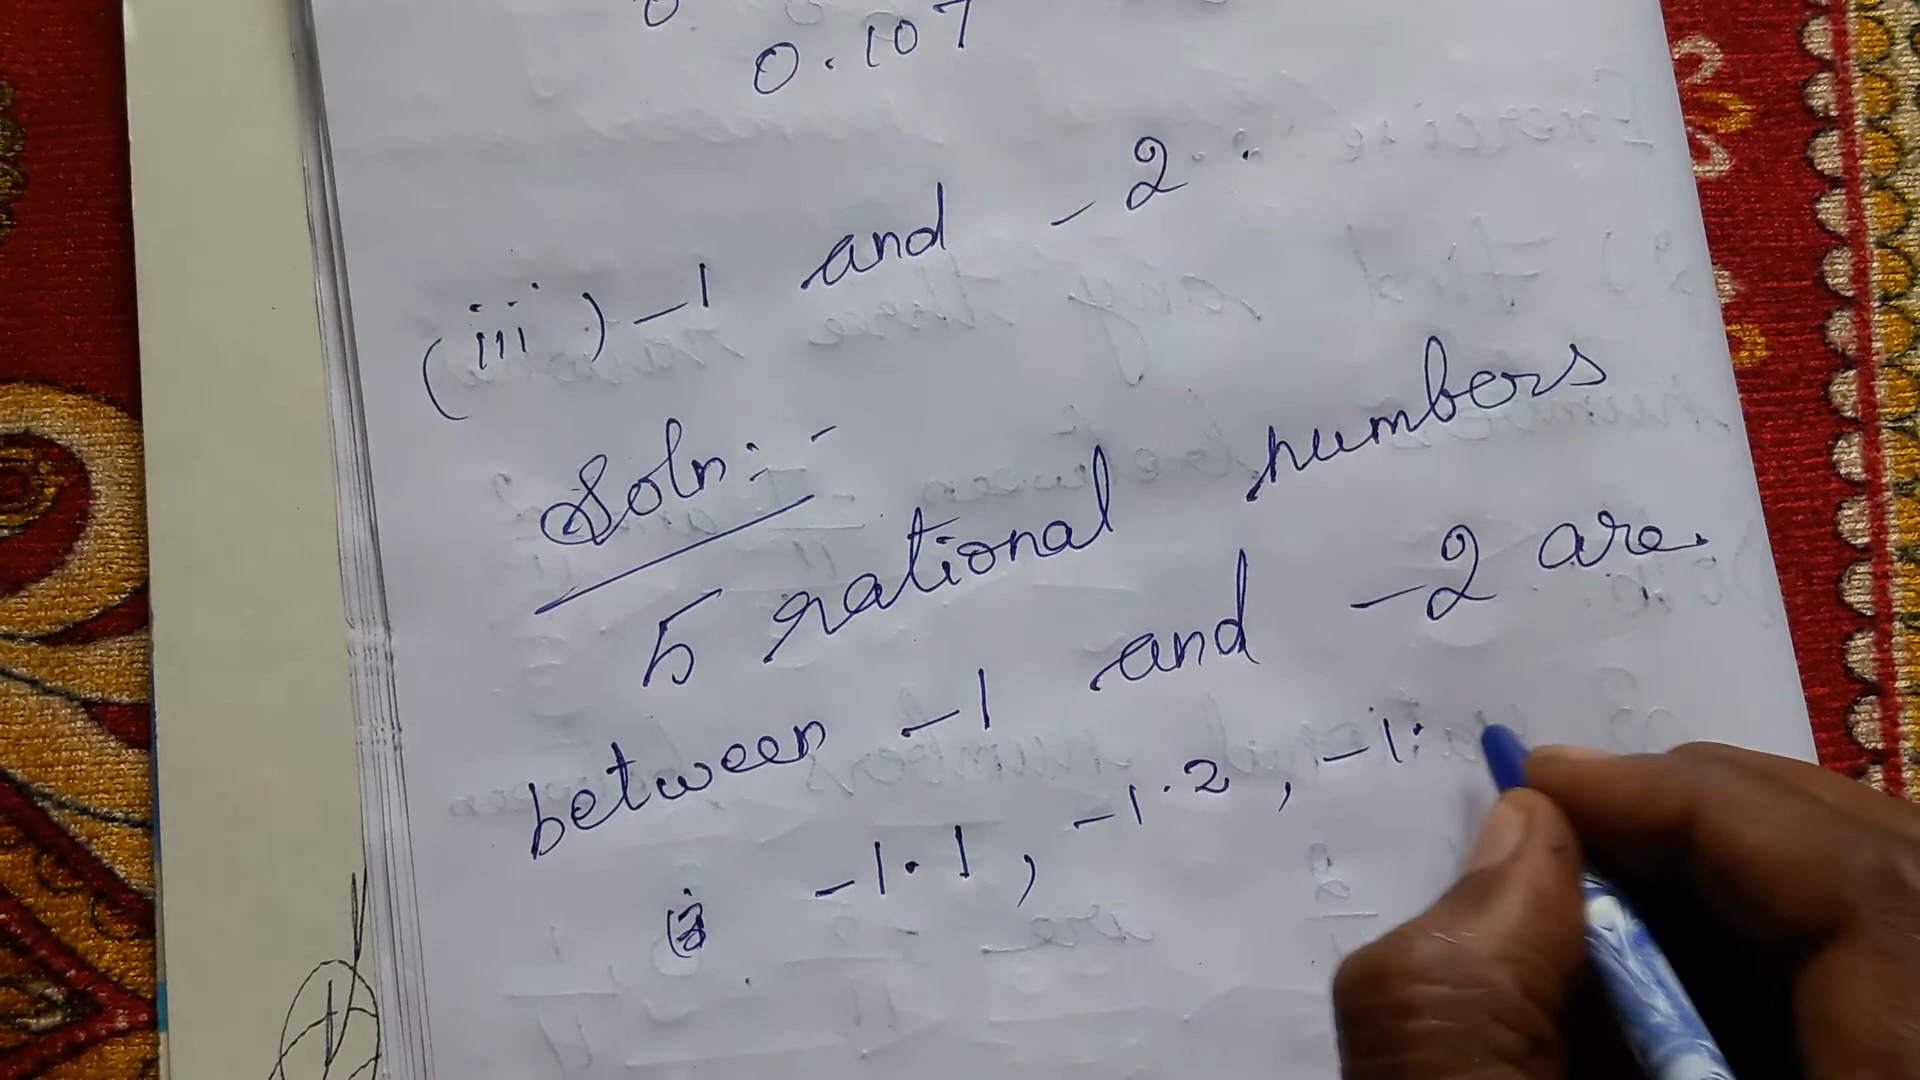 0.107
(iii) -1 and -2.
Soln:-
5 rational numbers
between -1 and -2 are.
-1.1, -1.2, -1.